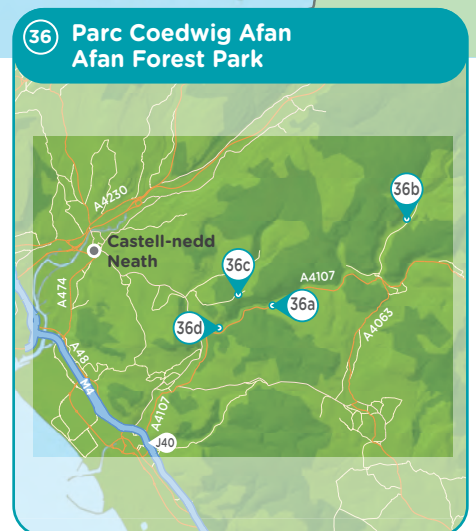 36 Parc Coedwig Afan
Afan Forest Park
36b
A4230
Castell-nedd
Neath
36c
A4107
A474
36a
36d
A4063
A48
M4
A4107
J40